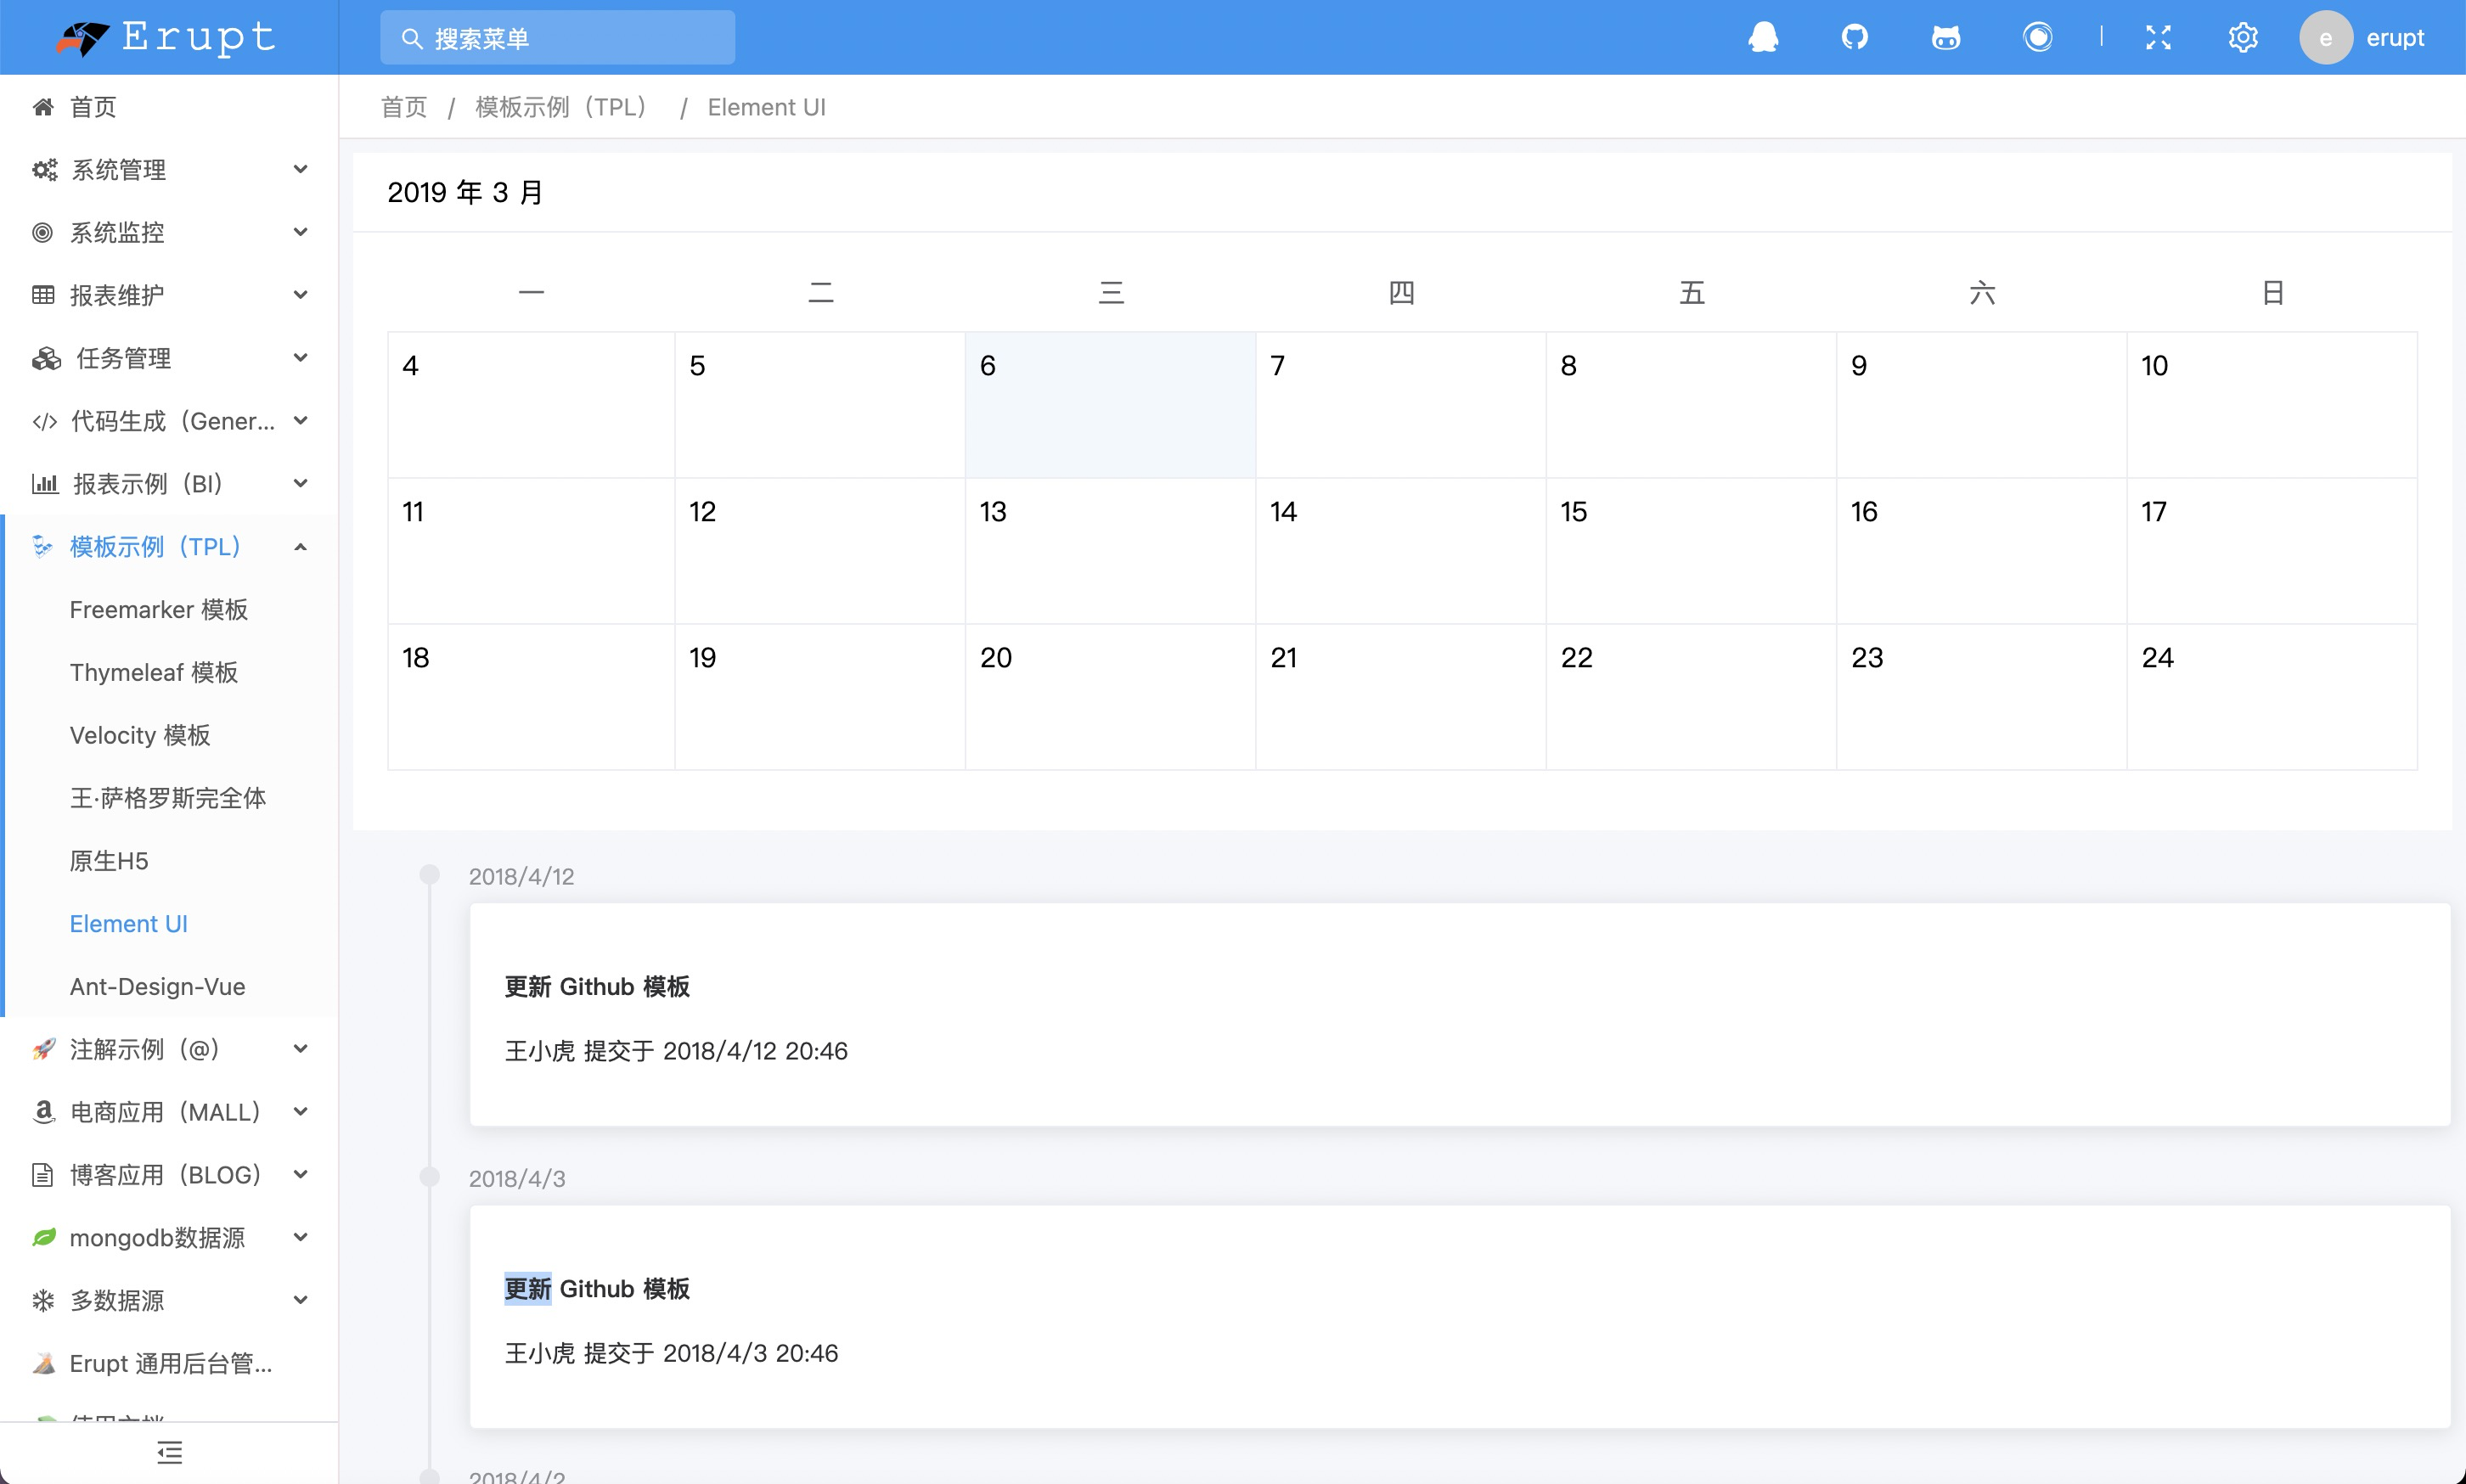 Erupt
搜索菜单
e
erupt
首页
系统管理
系统监控
报表维护
任务管理
代码生成（Gener...
报表示例（BI）
模板示例（TPL）
Freemarker 模板
Thymeleaf 模板
Velocity 模板
王·萨格罗斯完全体
原生H5
Element UI
Ant-Design-Vue
注解示例（@）
电商应用（MALL）
博客应用（BLOG）
mongodb数据源
多数据源
Erupt 通用后台管...
使用文档
首页 / 模板示例（TPL） / Element UI
2019 年 3 月
一 二 三 四 五 六 日
4 5 6 7 8 9 10
11 12 13 14 15 16 17
18 19 20 21 22 23 24
2018/4/12
更新 Github 模板
王小虎 提交于 2018/4/12 20:46
2018/4/3
更新 Github 模板
王小虎 提交于 2018/4/3 20:46
2018/4/2